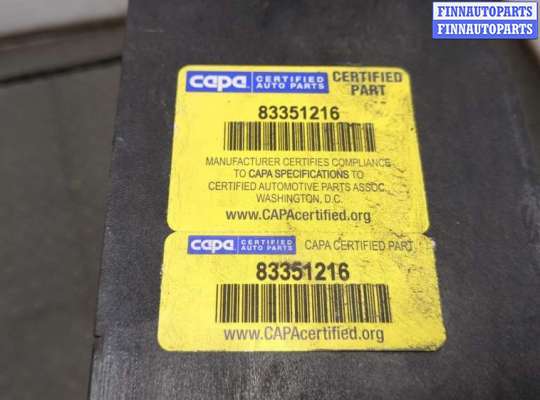 FINNAUTOPARTS
FINNAUTOPARTS
capa CERTIFIED AUTO PARTS CERTIFIED PART
83351216
MANUFACTURER CERTIFIES COMPLIANCE
TO CAPA SPECIFICATIONS TO
CERTIFIED AUTOMOTIVE PARTS ASSOC.
WASHINGTON, D.C.
www.CAPAcertified.org
capa CERTIFIED AUTO PARTS CAPA CERTIFIED PART
83351216
www.CAPAcertified.org